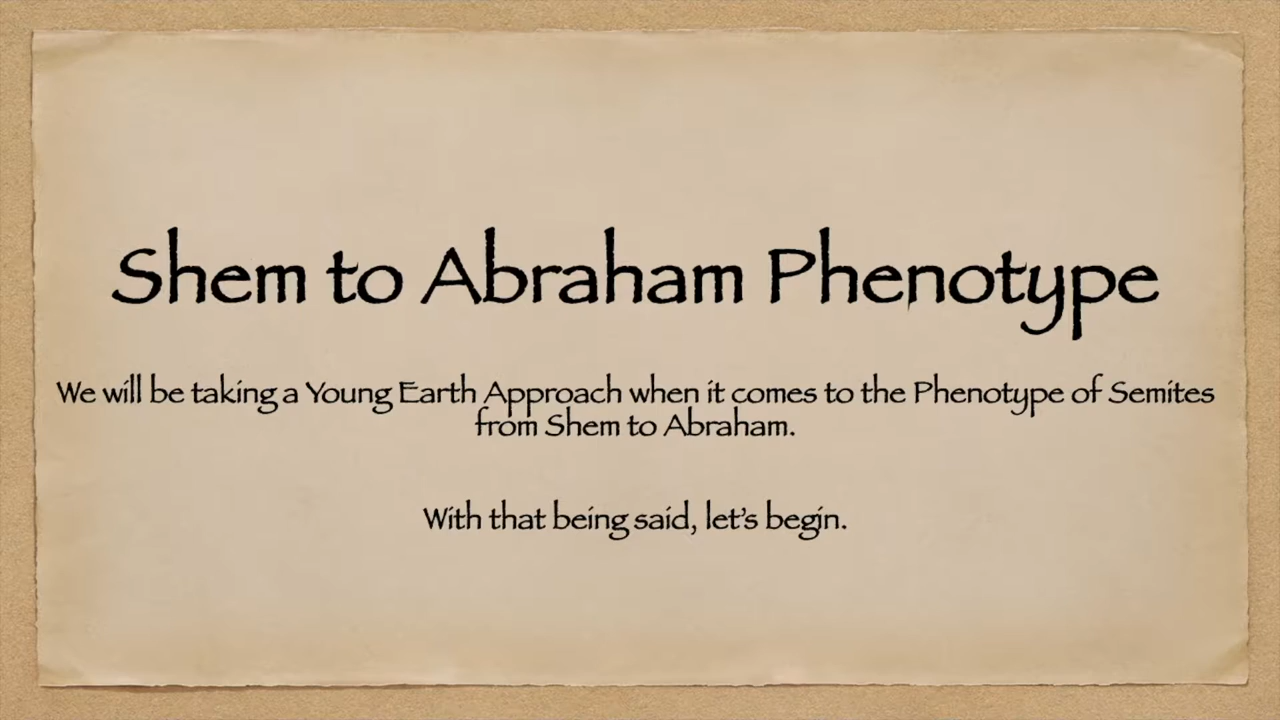 Shem to Abraham Phenotype
We will be taking a Young Earth Approach when it comes to the Phenotype of Semites
from Shem to Abraham.
With that being said, let’s begin.